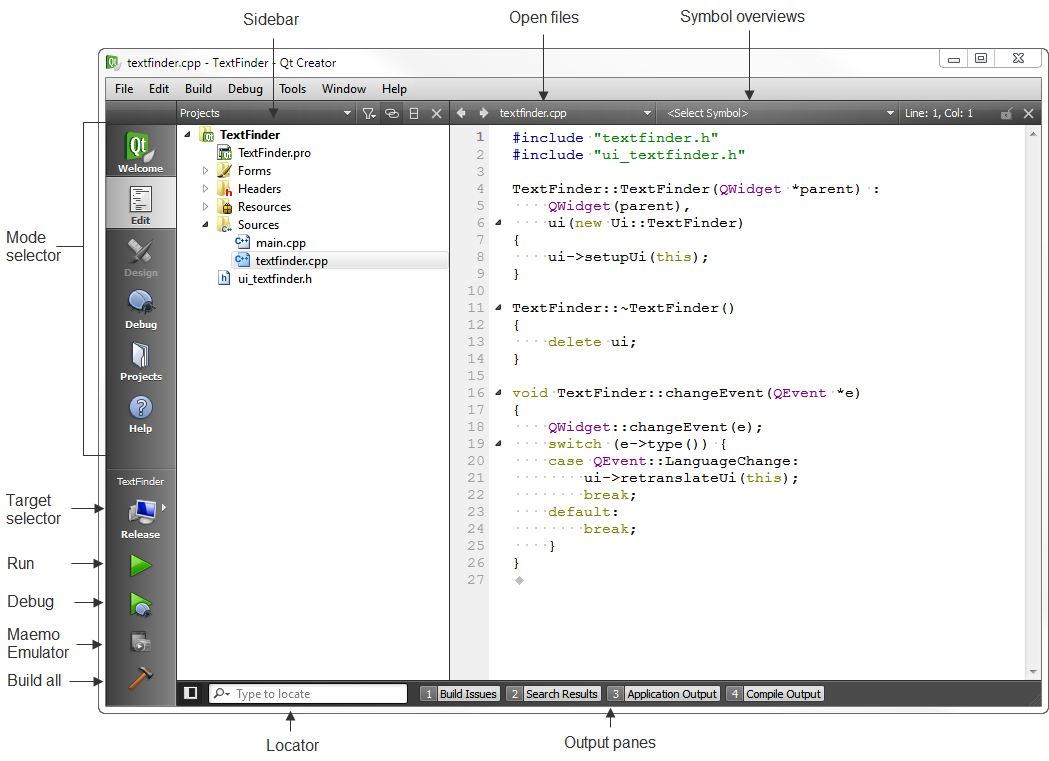 Sidebar
Open files
Symbol overviews
textfinder.cpp - TextFinder - Qt Creator
File Edit Build Debug Tools Window Help
Projects
textfinder.cpp
<Select Symbol>
Line: 1, Col: 1
Mode
selector
Qt
Welcome
Edit
Design
Debug
Projects
Help
TextFinder
Release
Target
selector
Run
Debug
Maemo
Emulator
Build all
TextFinder
TextFinder.pro
Forms
Headers
Resources
Sources
main.cpp
textfinder.cpp
ui_textfinder.h
1 #include "textfinder.h"
2 #include "ui_textfinder.h"
3
4 TextFinder::TextFinder(QWidget *parent) :
5     QWidget(parent),
6     ui(new Ui::TextFinder)
7 {
8     ui->setupUi(this);
9 }
10
11 TextFinder::~TextFinder()
12 {
13     delete ui;
14 }
15
16 void TextFinder::changeEvent(QEvent *e)
17 {
18     QWidget::changeEvent(e);
19     switch (e->type()) {
20     case QEvent::LanguageChange:
21         ui->retranslateUi(this);
22         break;
23     default:
24         break;
25     }
26 }
27
Type to locate
1 Build Issues
2 Search Results
3 Application Output
4 Compile Output
Locator
Output panes